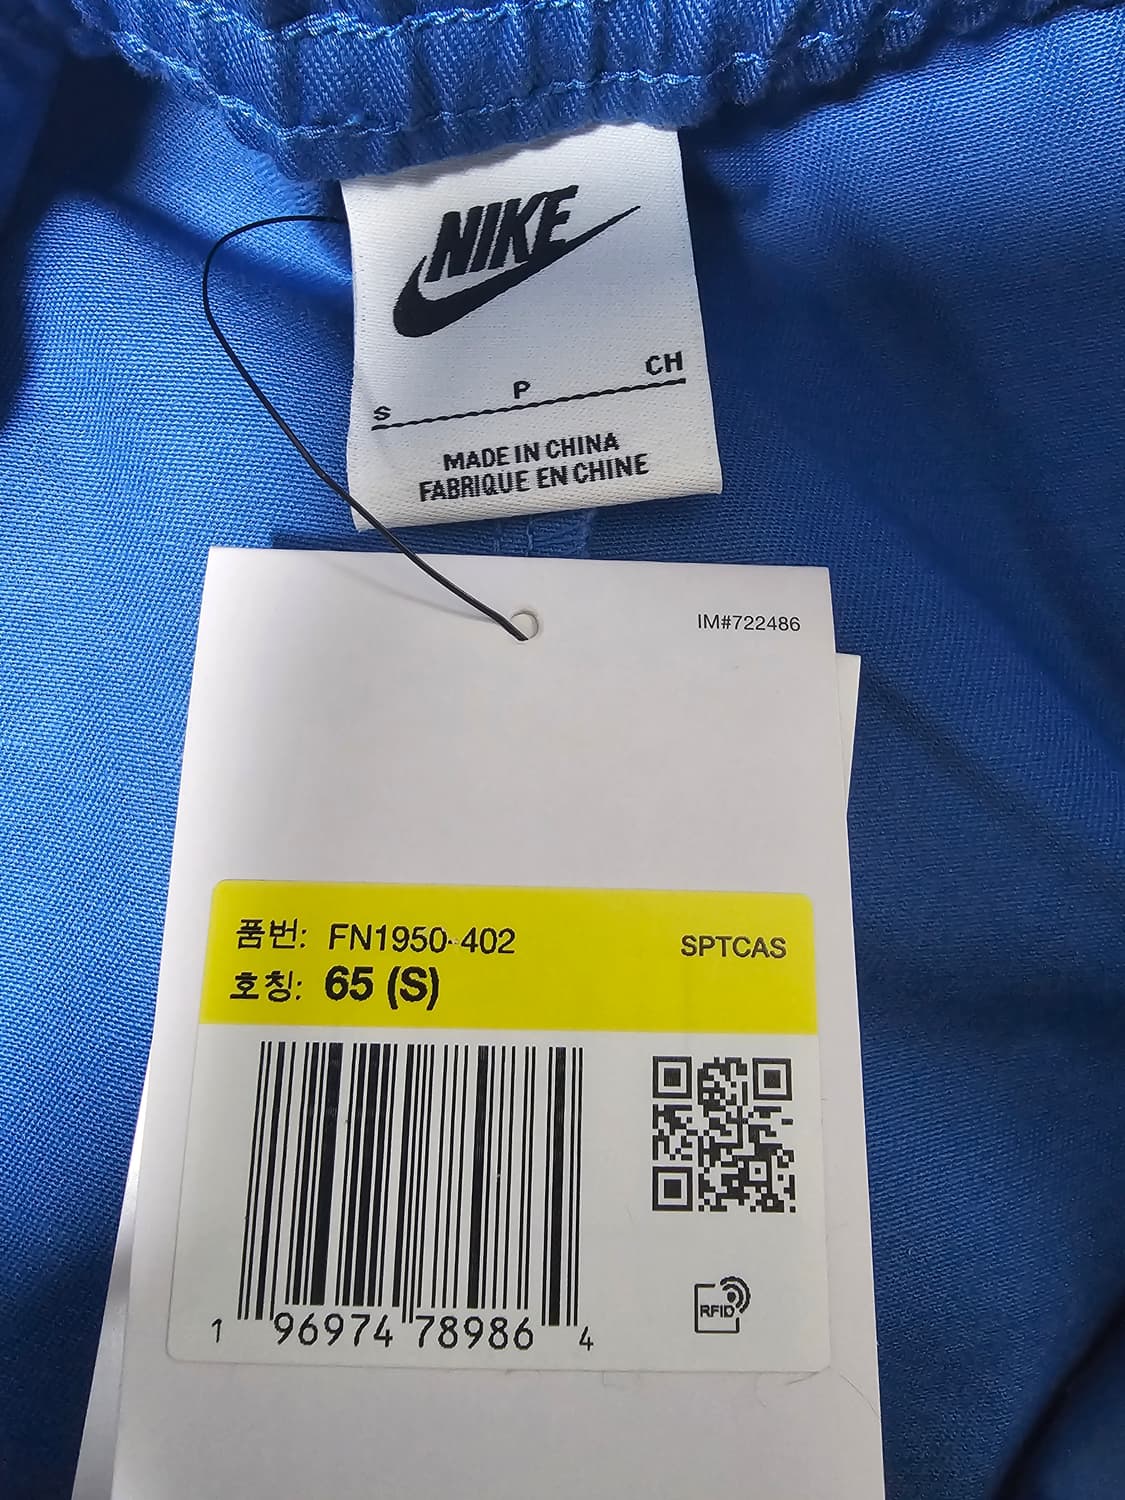 NIKE
S P CH
MADE IN CHINA
FABRIQUE EN CHINE
IM#722486
품번: FN1950-402 SPTCAS
호칭: 65 (S)
RFID
1 96974 78986 4